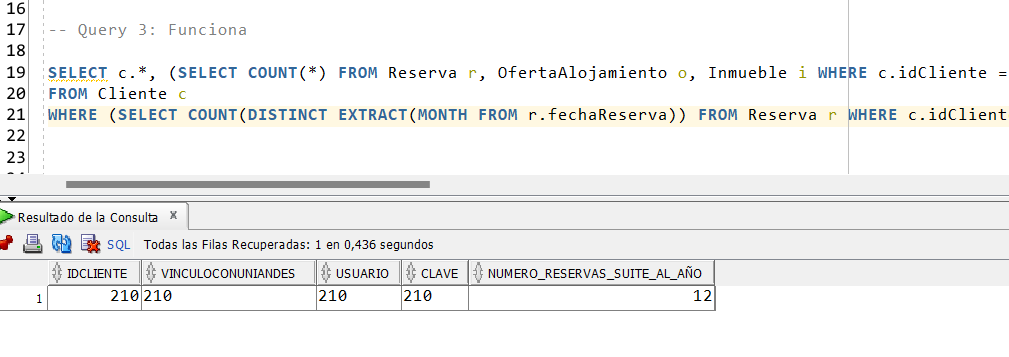 16
17 -- Query 3: Funciona
18
19 SELECT c.*, (SELECT COUNT(*) FROM Reserva r, OfertaAlojamiento o, Inmueble i WHERE c.idCliente =
20 FROM Cliente c
21 WHERE (SELECT COUNT(DISTINCT EXTRACT(MONTH FROM r.fechaReserva)) FROM Reserva r WHERE c.idClient
22
23
Resultado de la Consulta x
SQL Todas las Filas Recuperadas: 1 en 0,436 segundos
IDCLIENTE VINCULOCONUNIANDES USUARIO CLAVE NUMERO_RESERVAS_SUITE_AL_AÑO
1 210 210 210 210 12